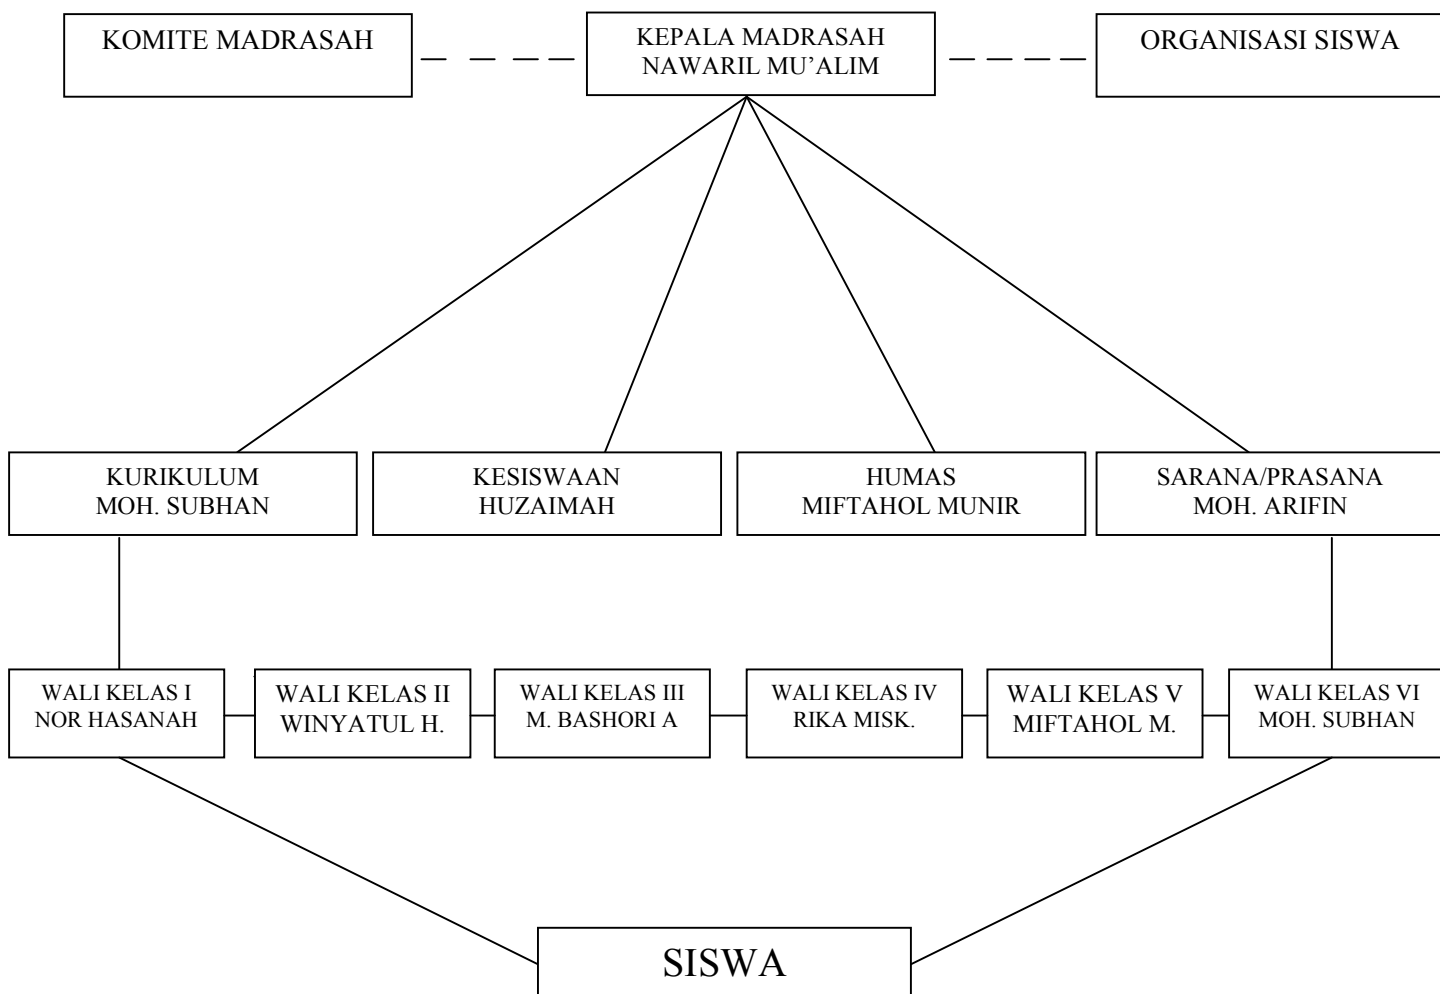 KOMITE MADRASAH
KEPALA MADRASAH
NAWARIL MU’ALIM
ORGANISASI SISWA
KURIKULUM
MOH. SUBHAN
KESISWAAN
HUZAIMAH
HUMAS
MIFTAHOL MUNIR
SARANA/PRASANA
MOH. ARIFIN
WALI KELAS I
NOR HASANAH
WALI KELAS II
WINYATUL H.
WALI KELAS III
M. BASHORI A
WALI KELAS IV
RIKA MISK.
WALI KELAS V
MIFTAHOL M.
WALI KELAS VI
MOH. SUBHAN
SISWA